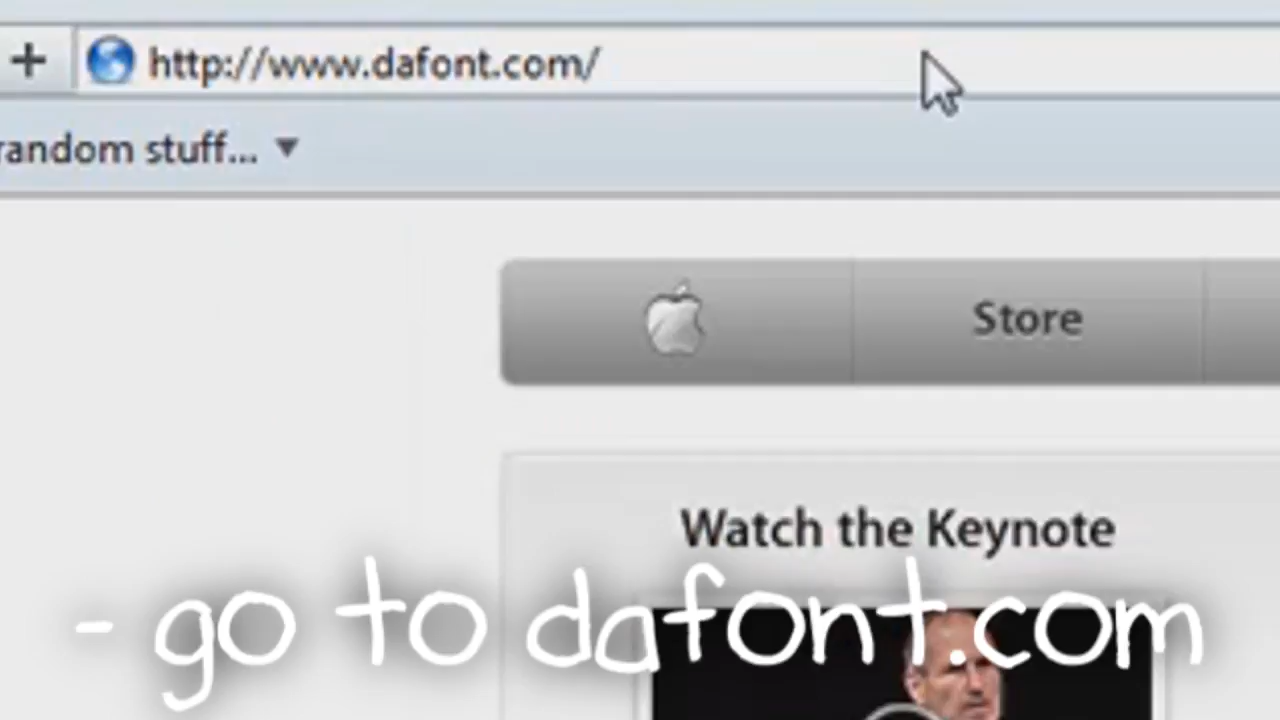 http://www.dafont.com/
random stuff...
Store
Watch the Keynote
- go to dafont.com